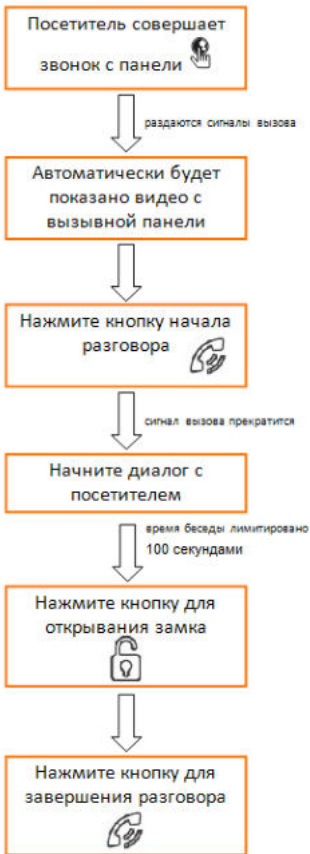 Посетитель совершает
звонок с панели
раздаются сигналы вызова
Автоматически будет
показано видео с
вызывной панели
Нажмите кнопку начала
разговора
сигнал вызова прекратится
Начните диалог с
посетителем
время беседы лимитировано
100 секундами
Нажмите кнопку для
открывания замка
Нажмите кнопку для
завершения разговора